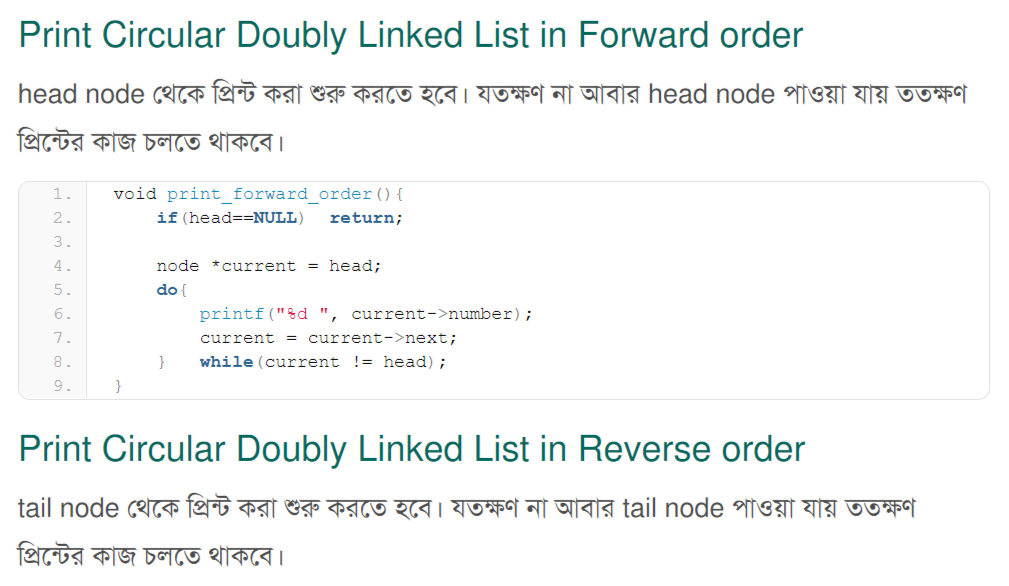 Print Circular Doubly Linked List in Forward order
head node থেকে প্রিন্ট করা শুরু করতে হবে। যতক্ষণ না আবার head node পাওয়া যায় ততক্ষণ
প্রিন্টের কাজ চলতে থাকবে।
1. void print_forward_order(){
2. if(head==NULL) return;
3.
4. node *current = head;
5. do{
6. printf("%d ", current->number);
7. current = current->next;
8. } while(current != head);
9. }
Print Circular Doubly Linked List in Reverse order
tail node থেকে প্রিন্ট করা শুরু করতে হবে। যতক্ষণ না আবার tail node পাওয়া যায় ততক্ষণ
প্রিন্টের কাজ চলতে থাকবে।